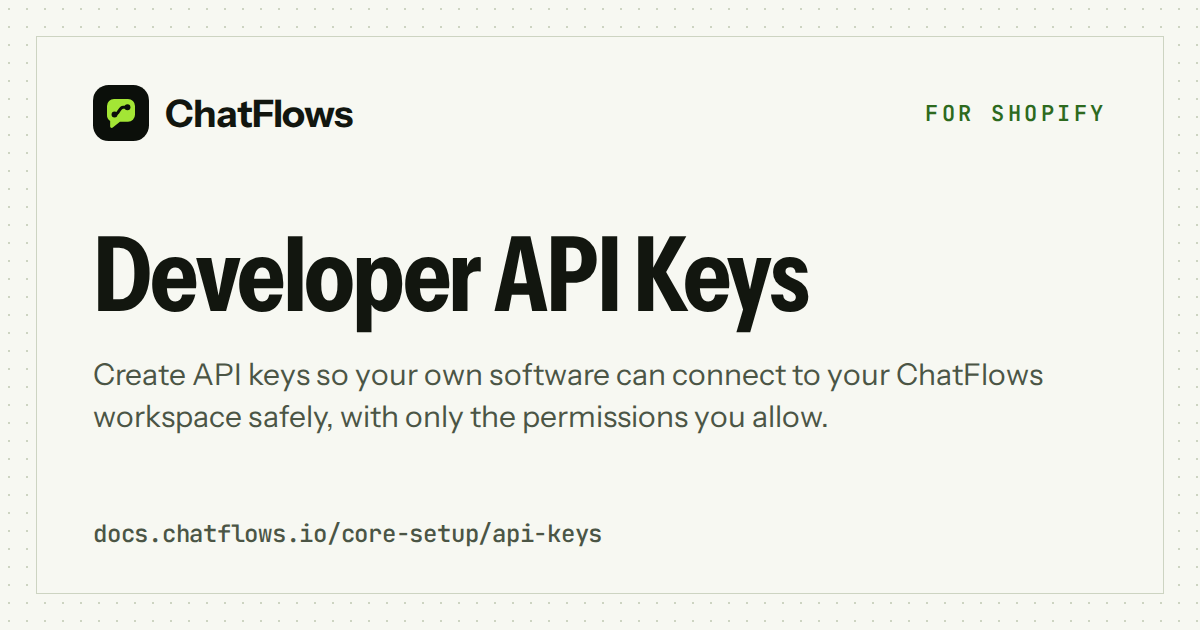 ChatFlows
FOR SHOPIFY
Developer API Keys
Create API keys so your own software can connect to your ChatFlows
workspace safely, with only the permissions you allow.
docs.chatflows.io/core-setup/api-keys